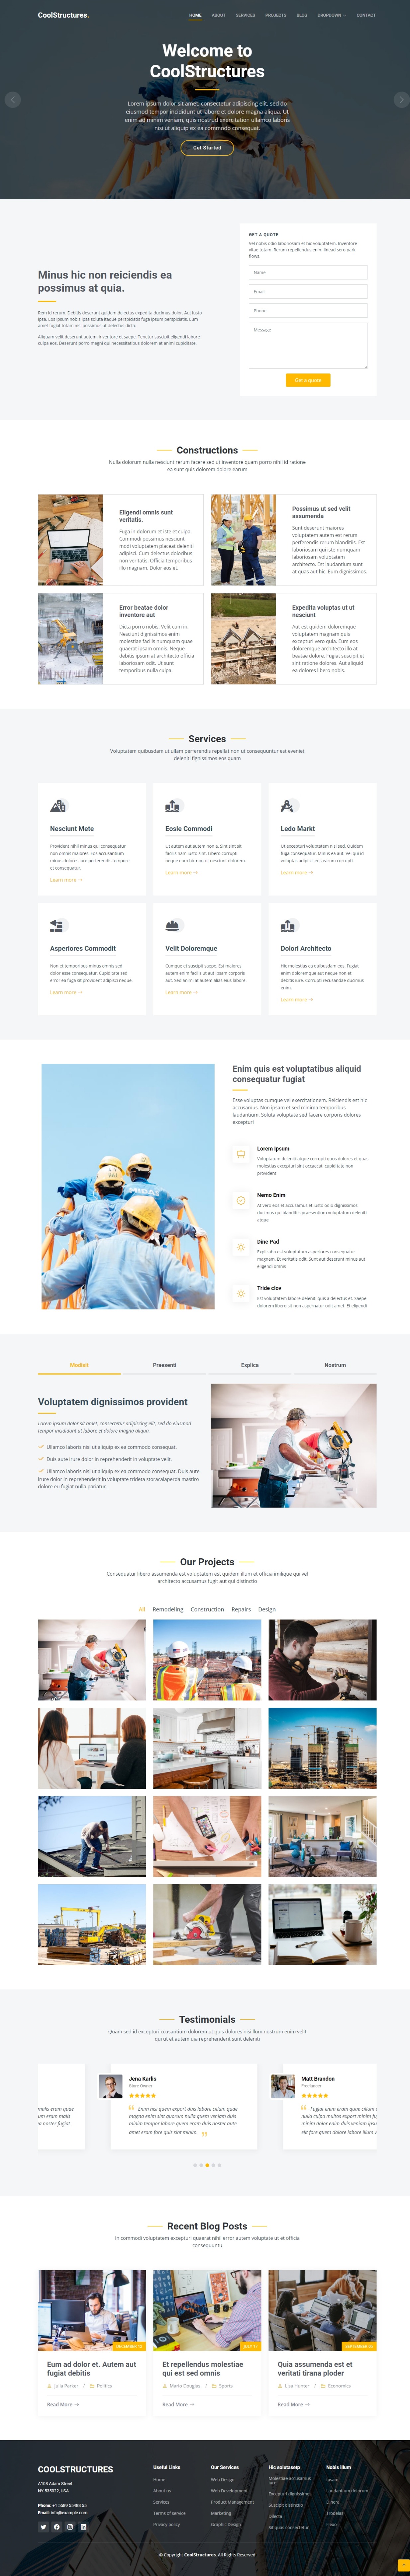 CoolStructures.
HOME ABOUT SERVICES PROJECTS BLOG DROPDOWN CONTACT
Welcome to
CoolStructures
Lorem ipsum dolor sit amet, consectetur adipiscing elit, sed do
eiusmod tempor incididunt ut labore et dolore magna aliqua. Ut
enim ad minim veniam, quis nostrud exercitation ullamco laboris
nisi ut aliquip ex ea commodo consequat.
Get Started
Minus hic non reiciendis ea
possimus at quia.
Rem id rerum. Debitis deserunt quidem delectus expedita ducimus dolor. Aut iusto
ipsa. Eos ipsum nobis ipsa soluta itaque perspiciatis fuga ipsum perspiciatis. Eum
amet fugiat totam nisi possimus ut delectus dicta.
Aliquam velit deserunt autem. Inventore et saepe. Tenetur suscipit eligendi labore
culpa eos. Deserunt porro magni qui necessitatibus dolorem at animi cupiditate.
GET A QUOTE
Vel nobis odio laboriosam et hic voluptatem. Inventore
vitae totam. Rerum repellendus enim linead sero park
flows.
Name
Email
Phone
Message
Get a quote
Constructions
Nulla dolorum nulla nesciunt rerum facere sed ut inventore quam porro nihil id ratione
ea sunt quis dolorem dolore earum
Eligendi omnis sunt
veritatis.
Fuga in dolorum et iste et culpa.
Commodi possimus nesciunt
modi voluptatem placeat deleniti
adipisci. Cum delectus doloribus
non veritatis. Officia temporibus
illo magnam. Dolor eos et.
Possimus ut sed velit
assumenda
Sunt deserunt maiores
voluptatem autem est rerum
perferendis rerum blanditiis. Est
laboriosam qui iste numquam
laboriosam voluptatem
architecto. Est laudantium sunt
at quas aut hic. Eum dignissimos.
Error beatae dolor
inventore aut
Dicta porro nobis. Velit cum in.
Nesciunt dignissimos enim
molestiae facilis numquam quae
quaerat ipsam omnis. Neque
debitis ipsum at architecto officia
laboriosam odit. Ut sunt
temporibus nulla culpa.
Expedita voluptas ut ut
nesciunt
Aut est quidem doloremque
voluptatem magnam quis
excepturi vero quia. Eum eos
doloremque architecto illo at
beatae dolore. Fugiat suscipit et
sint ratione dolores. Aut aliquid
ea dolores libero nobis.
Services
Voluptatem quibusdam ut ullam perferendis repellat non ut consequuntur est eveniet
deleniti fignissimos eos quam
Nesciunt Mete
Provident nihil minus qui consequatur
non omnis maiores. Eos accusantium
minus dolores iure perferendis tempore
et consequatur.
Learn more
Eosle Commodi
Ut autem aut autem non a. Sint sint sit
facilis nam iusto sint. Libero corrupti
neque eum hic non ut nesciunt dolorem.
Learn more
Ledo Markt
Ut excepturi voluptatem nisi sed. Quidem
fuga consequatur. Minus ea aut. Vel qui id
voluptas adipisci eos earum corrupti.
Learn more
Asperiores Commodit
Non et temporibus minus omnis sed
dolor esse consequatur. Cupiditate sed
error ea fuga sit provident adipisci neque.
Learn more
Velit Doloremque
Cumque et suscipit saepe. Est maiores
autem enim facilis ut aut ipsam corporis
aut. Sed animi at autem alias eius labore.
Learn more
Dolori Architecto
Hic molestias ea quibusdam eos. Fugiat
enim doloremque aut neque non et
debitis iure. Corrupti recusandae ducimus
enim.
Learn more
Enim quis est voluptatibus aliquid
consequatur fugiat
Esse voluptas cumque vel exercitationem. Reiciendis est hic
accusamus. Non ipsam et sed minima temporibus
laudantium. Soluta voluptate sed facere corporis dolores
excepturi
Lorem Ipsum
Voluptatum deleniti atque corrupti quos dolores et quas
molestias excepturi sint occaecati cupiditate non
provident
Nemo Enim
At vero eos et accusamus et iusto odio dignissimos
ducimus qui blanditiis praesentium voluptatum deleniti
atque
Dine Pad
Explicabo est voluptatum asperiores consequatur
magnam. Et veritatis odit. Sunt aut deserunt minus aut
eligendi omnis
Tride clov
Est voluptatem labore deleniti quis a delectus et. Saepe
dolorem libero sit non aspernatur odit amet. Et eligendi
Modisit Praesenti Explica Nostrum
Voluptatem dignissimos provident
Lorem ipsum dolor sit amet, consectetur adipiscing elit, sed do eiusmod
tempor incididunt ut labore et dolore magna aliqua.
Ullamco laboris nisi ut aliquip ex ea commodo consequat.
Duis aute irure dolor in reprehenderit in voluptate velit.
Ullamco laboris nisi ut aliquip ex ea commodo consequat. Duis aute
irure dolor in reprehenderit in voluptate trideta storacalaperda mastiro
dolore eu fugiat nulla pariatur.
Our Projects
Consequatur libero assumenda est voluptatem est quidem illum et officia imilique qui vel
architecto accusamus fugit aut qui distinctio
All Remodeling Construction Repairs Design
Testimonials
Quam sed id excepturi ccusantium dolorem ut quis dolores nisi llum nostrum enim velit
qui ut et autem uia reprehenderit sunt deleniti
Jena Karlis
Store Owner
Enim nisi quem export duis labore cillum quae
magna enim sint quorum nulla quem veniam duis
minim tempor labore quem eram duis noster aute
amet eram fore quis sint minim.
Matt Brandon
Freelancer
Recent Blog Posts
In commodi voluptatem excepturi quaerat nihil error autem voluptate ut et officia
consequuntu
DECEMBER 12
Eum ad dolor et. Autem aut
fugiat debitis
Julia Parker / Politics
Read More
JULY 17
Et repellendus molestiae
qui est sed omnis
Mario Douglas / Sports
Read More
SEPTEMBER 05
Quia assumenda est et
veritati tirana ploder
Lisa Hunter / Economics
Read More
COOLSTRUCTURES
A108 Adam Street
NY 535022, USA
Phone: +1 5589 55488 55
Email: info@example.com
Useful Links
Home
About us
Services
Terms of service
Privacy policy
Our Services
Web Design
Web Development
Product Management
Marketing
Graphic Design
Hic solutasetp
Molestiae accusamus
iure
Excepturi dignissimos
Suscipit distinctio
Dilecta
Sit quas consectetur
Nobis illum
Ipsam
Laudantium dolorum
Dinera
Trodelas
Flexo
© Copyright CoolStructures. All Rights Reserved